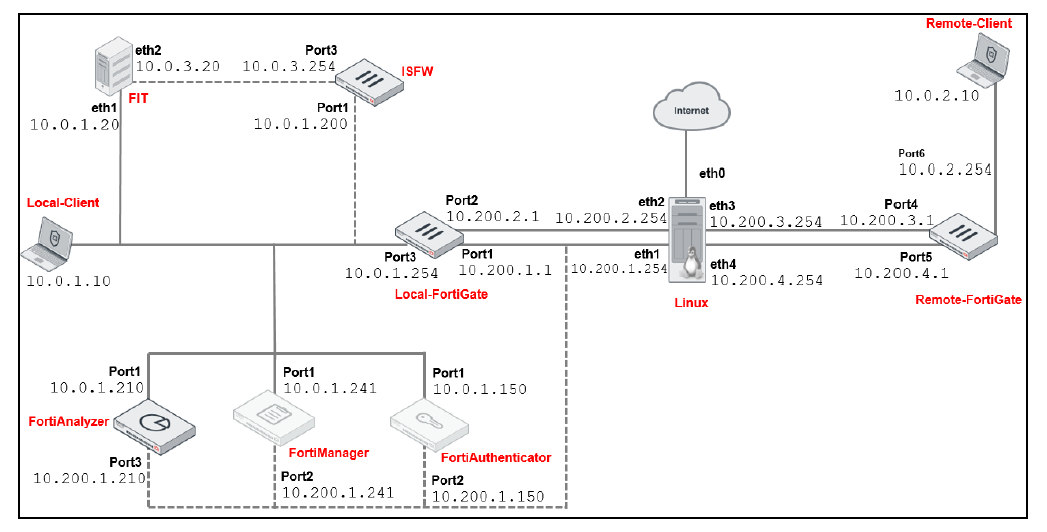 Remote-Client
eth2
Port3
10.0.3.20
10.0.3.254
ISFW
FIT
eth1
Port1
10.0.2.10
10.0.1.20
10.0.1.200
Internet
Port6
10.0.2.254
eth0
Local-Client
Port2
eth2
eth3
Port4
10.200.2.1
10.200.2.254
10.200.3.254
10.200.3.1
Port3
Port1
eth1
eth4
Port5
10.0.1.10
10.0.1.254
10.200.1.1
10.200.1.254
10.200.4.254
10.200.4.1
Local-FortiGate
Linux
Remote-FortiGate
Port1
Port1
Port1
10.0.1.210
10.0.1.241
10.0.1.150
FortiAnalyzer
FortiManager
FortiAuthenticator
Port3
Port2
Port2
10.200.1.210
10.200.1.241
10.200.1.150